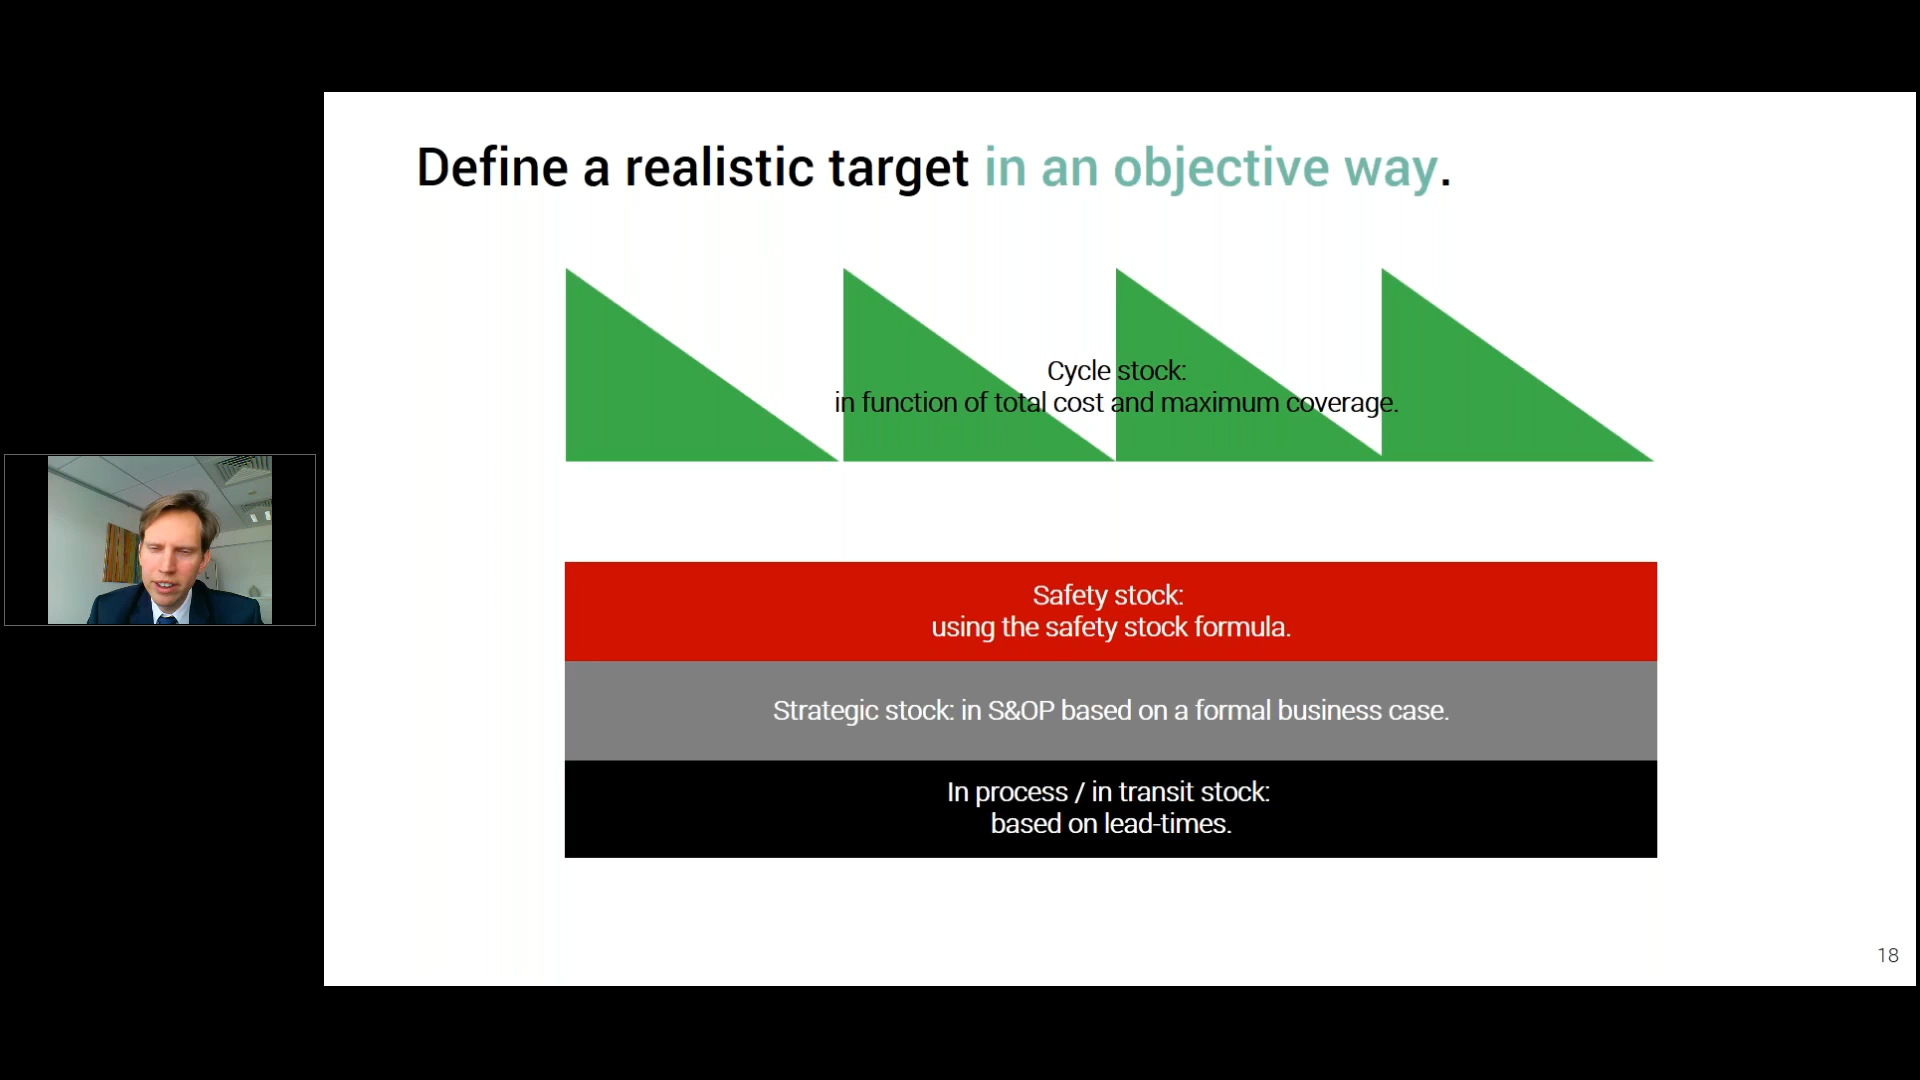 Define a realistic target in an objective way.
Cycle stock:
in function of total cost and maximum coverage.
Safety stock:
using the safety stock formula.
Strategic stock: in S&OP based on a formal business case.
In process / in transit stock:
based on lead-times.
18